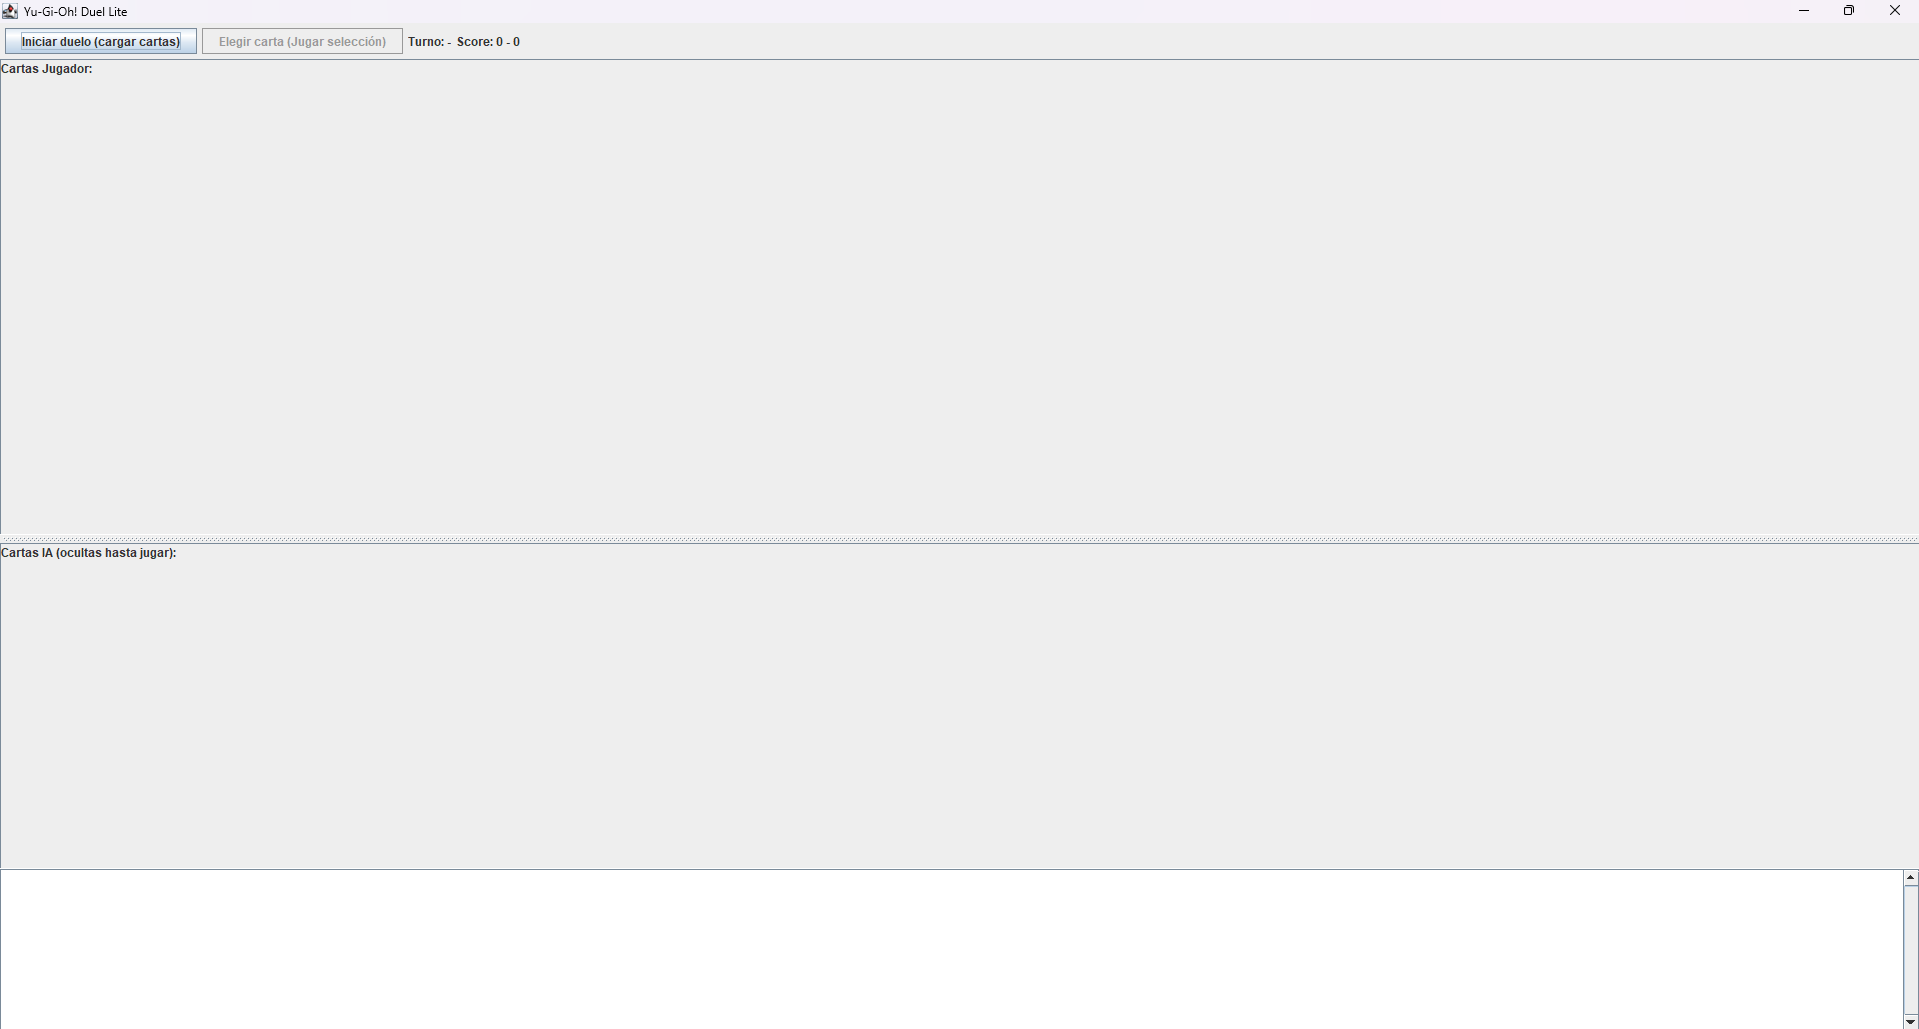 Yu-Gi-Oh! Duel Lite
Iniciar duelo (cargar cartas) Elegir carta (Jugar selección) Turno: - Score: 0 - 0
Cartas Jugador:
Cartas IA (ocultas hasta jugar):